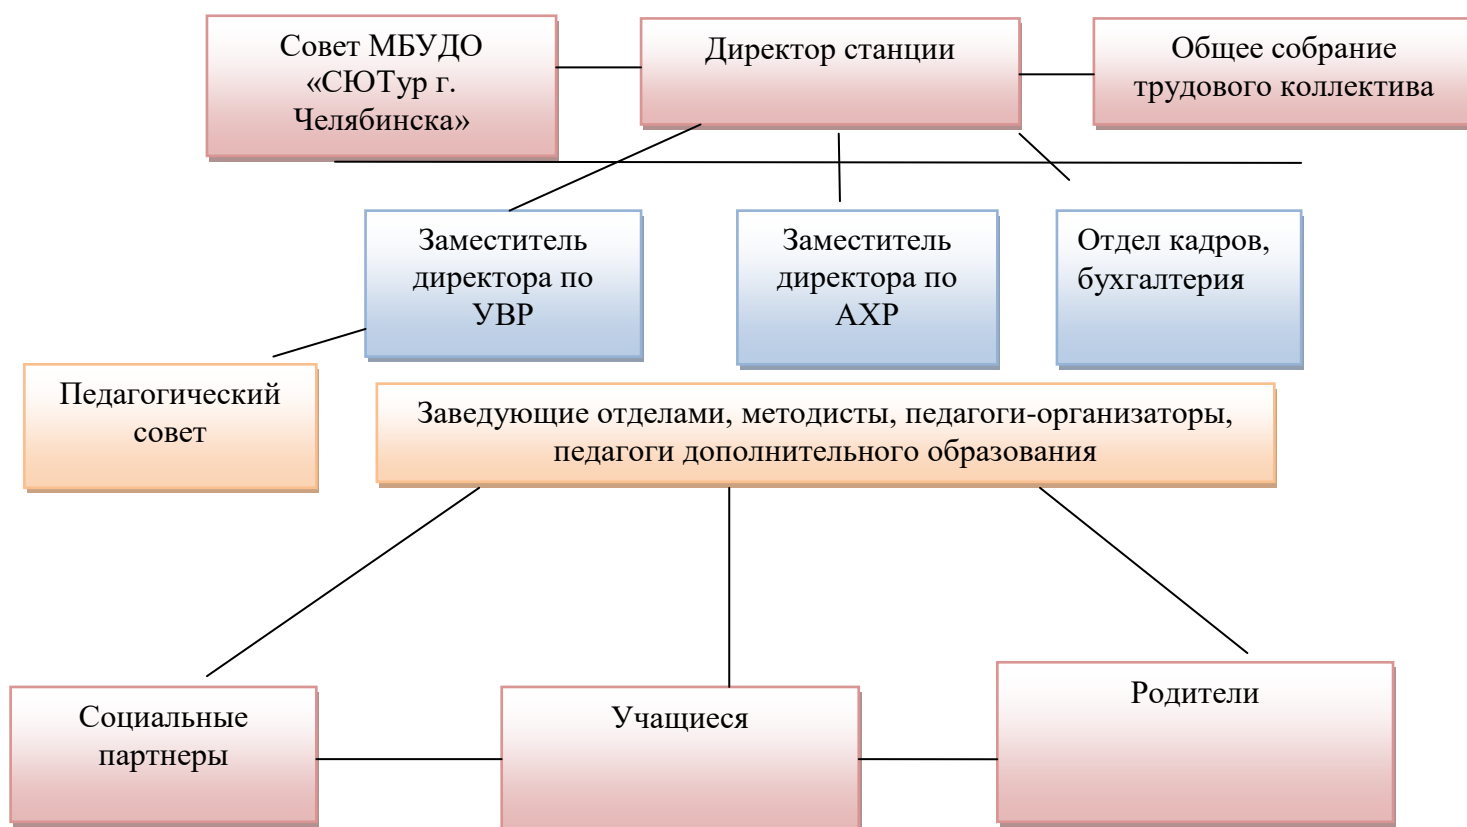 Совет МБУДО
«СЮТур г.
Челябинска»
Директор станции
Общее собрание
трудового коллектива
Заместитель
директора по
УВР
Заместитель
директора по
АХР
Отдел кадров,
бухгалтерия
Педагогический
совет
Заведующие отделами, методисты, педагоги-организаторы,
педагоги дополнительного образования
Социальные
партнеры
Учащиеся
Родители